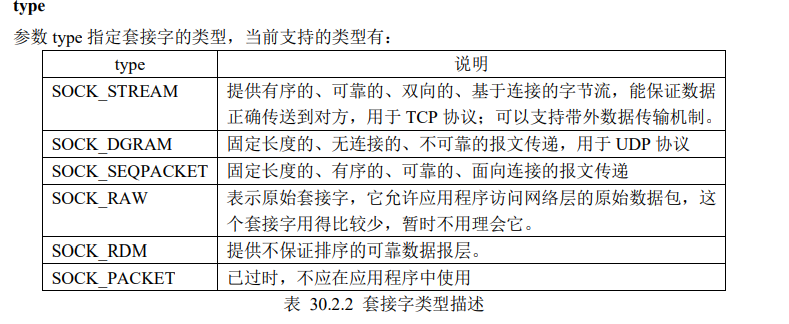 type
参数 type 指定套接字的类型，当前支持的类型有：
type 说明
SOCK_STREAM 提供有序的、可靠的、双向的、基于连接的字节流，能保证数据
正确传送到对方，用于 TCP 协议；可以支持带外数据传输机制。
SOCK_DGRAM 固定长度的、无连接的、不可靠的报文传递，用于 UDP 协议
SOCK_SEQPACKET 固定长度的、有序的、可靠的、面向连接的报文传递
SOCK_RAW 表示原始套接字，它允许应用程序访问网络层的原始数据包，这
个套接字用得比较少，暂时不用理会它。
SOCK_RDM 提供不保证排序的可靠数据报层。
SOCK_PACKET 已过时，不应在应用程序中使用
表 30.2.2 套接字类型描述